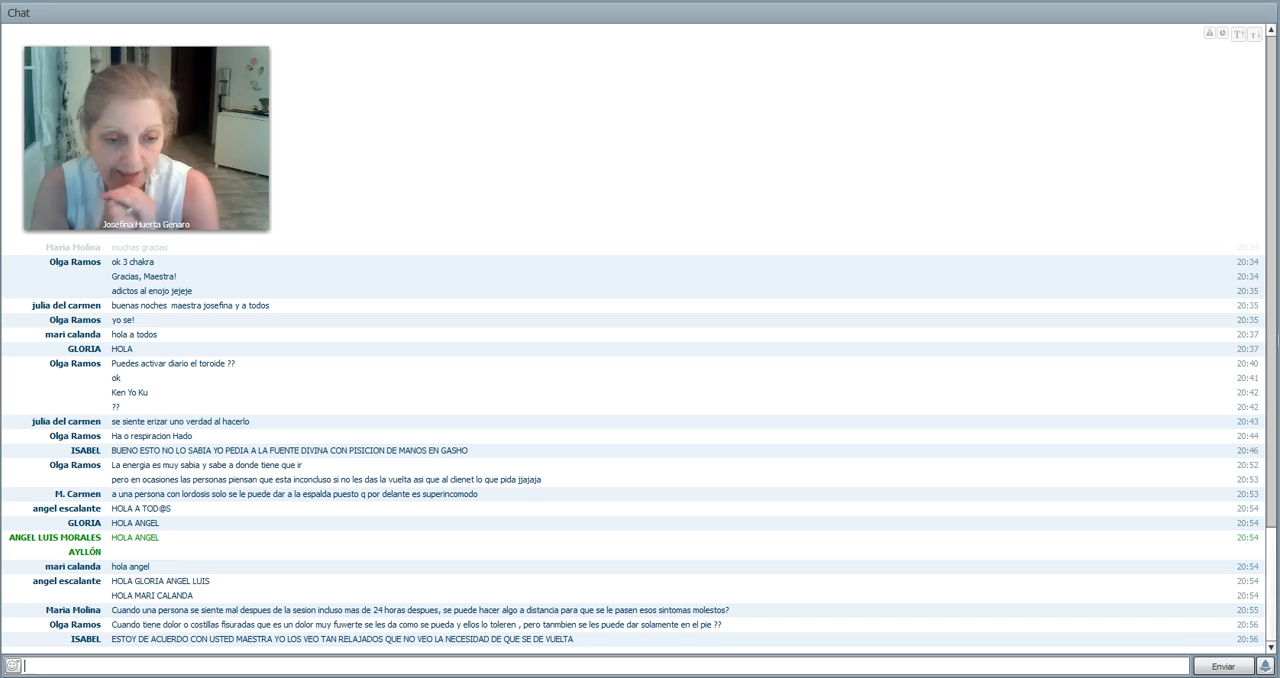 Chat
Josefina Huerta Genaro
Maria Molina muchas gracias 20:34
Olga Ramos ok 3 chakra 20:34
Gracias, Maestra! 20:34
adictos al enojo jejeje 20:35
julia del carmen buenas noches maestra josefina y a todos 20:35
Olga Ramos yo se! 20:35
mari calanda hola a todos 20:37
GLORIA HOLA 20:37
Olga Ramos Puedes activar diario el toroide ?? 20:40
ok 20:41
Ken Yo Ku 20:42
?? 20:42
julia del carmen se siente erizar uno verdad al hacerlo 20:43
Olga Ramos Ha o respiracion Hado 20:44
ISABEL BUENO ESTO NO LO SABIA YO PEDIA A LA FUENTE DIVINA CON PISICION DE MANOS EN GASHO 20:46
Olga Ramos La energia es muy sabia y sabe a donde tiene que ir 20:52
pero en ocasiones las personas piensan que esta inconcluso si no les das la vuelta asi que al clienet lo que pida jjajaja 20:53
M. Carmen a una persona con lordosis solo se le puede dar a la espalda puesto q por delante es superincomodo 20:53
angel escalante HOLA A TOD@S 20:54
GLORIA HOLA ANGEL 20:54
ANGEL LUIS MORALES HOLA ANGEL 20:54
AYLLÓN
mari calanda hola angel 20:54
angel escalante HOLA GLORIA ANGEL LUIS 20:54
HOLA MARI CALANDA 20:54
Maria Molina Cuando una persona se siente mal despues de la sesion incluso mas de 24 horas despues, se puede hacer algo a distancia para que se le pasen esos sintomas molestos? 20:55
Olga Ramos Cuando tiene dolor o costillas fisuradas que es un dolor muy fuwerte se les da como se pueda y ellos lo toleren , pero tanmbien se les puede dar solamente en el pie ?? 20:56
ISABEL ESTOY DE ACUERDO CON USTED MAESTRA YO LOS VEO TAN RELAJADOS QUE NO VEO LA NECESIDAD DE QUE SE DE VUELTA 20:56
Enviar